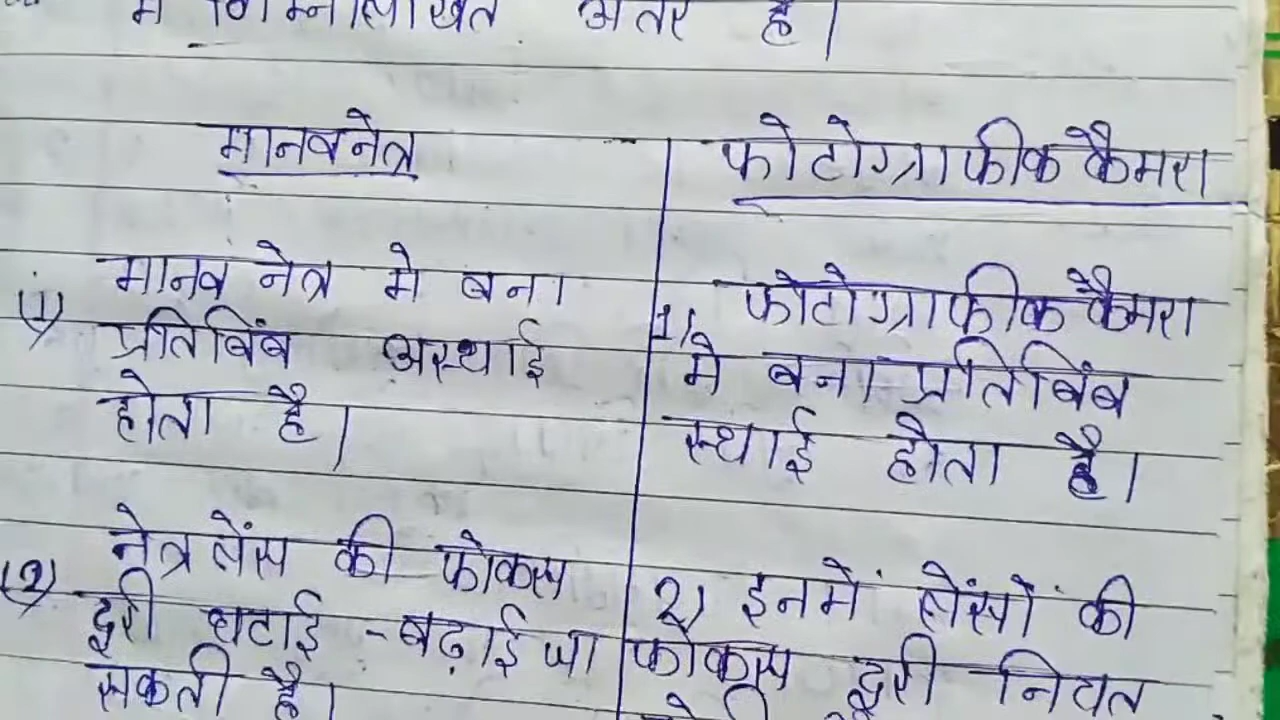 में निम्नलिखित अंतर है।
मानवनेत्र
फोटोग्राफीक कैमरा
(1) मानव नेत्र मे बना
प्रतिबिंब अस्थाई
होता है।
1) फोटोग्राफीक कैमरा
मे बना प्रतिबिंब
स्थाई होता है।
(2) नेत्र लेंस की फोकस
दूरी घटाई -बढ़ाई जा
सकती है।
2) इनमें लेंसों की
फोकस दूरी नियत